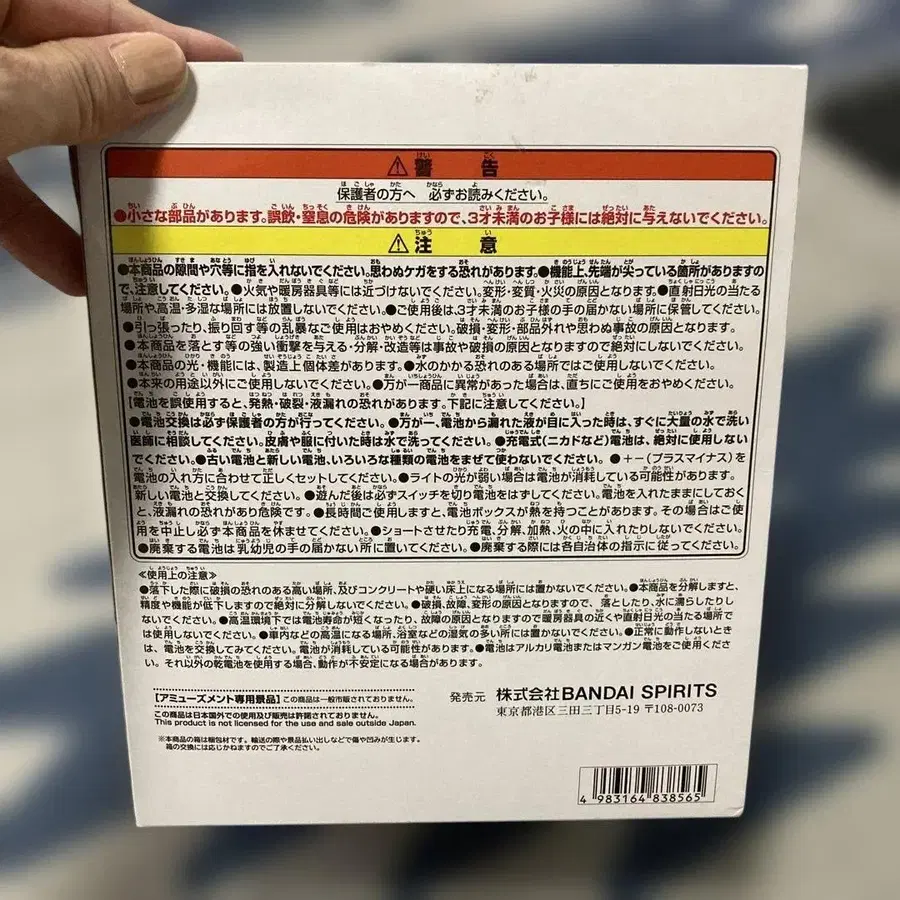 ⚠警告
保護者の方へ 必ずお読みください。
●小さな部品があります。誤飲・窒息の危険がありますので、3才未満のお子様には絶対に与えないでください。
⚠注意
●本商品の隙間や穴等に指を入れないでください。思わぬケガをする恐れがあります。●機能上、先端が尖っている箇所がありますの
で、注意してください。●火気や暖房器具等には近づけないでください。変形・変質・火災の原因となります。●直射日光の当たる
場所や、高温・多湿な場所には放置しないでください。●ご使用後は、3才未満のお子様の手の届かない場所に保管してください。
●引っ張ったり、振り回す等の乱暴なご使用はおやめください。破損・変形・部品外れや思わぬ事故の原因となります。
●本商品を落とす等の強い衝撃を与える・分解・改造等は事故や破損の原因となりますので絶対にしないでください。
●本商品の光・機能には、製造上個体差があります。●水のかかる恐れのある場所ではご使用しないでください。
●本来の用途以外にご使用しないでください。●万が一商品に異常があった場合は、直ちにご使用をおやめください。
【電池を誤使用すると、発熱・破裂・液漏れの恐れがあります。下記に注意してください。】
●電池交換は必ず保護者の方が行ってください。●万が一、電池から漏れた液が目に入った時は、すぐに大量の水で洗い
医師に相談してください。皮膚や服に付いた時は水で洗ってください。●充電式(ニカドなど)電池は、絶対に使用しない
でください。●古い電池と新しい電池、いろいろな種類の電池をまぜて使わないでください。●+-(プラスマイナス)を
電池の入れ方に合わせて正しくセットしてください。●ライトの光が弱い場合は電池が消耗している可能性があります。
新しい電池と交換してください。●遊んだ後は必ずスイッチを切り電池をはずしてください。電池を入れたままにしておく
と、液漏れの恐れがあり危険です。●長時間ご使用しますと、電池ボックスが熱を持つことがあります。その場合はご使
用を中止し必ず本商品を休ませてください。●ショートさせたり充電、分解、加熱、火の中に入れたりしないでください。
●廃棄する電池は乳幼児の手の届かない所に置いてください。●廃棄する際には各自治体の指示に従ってください。
≪使用上の注意≫
●落下した際に破損の恐れのある高い場所、及びコンクリートや硬い床上になる場所には置かないでください。●本商品を分解しますと、
精度や機能が低下しますので絶対に分解しないでください。●破損、故障、変形の原因となりますので、落としたり、水に濡らしたりし
ないでください。●高温環境下では電池寿命が短くなったり、故障の原因となりますので暖房器具の近くや直射日光の当たる場所で
は使用しないでください。●車内などの高温になる場所、浴室などの湿気の多い所には置かないでください。●正常に動作しないとき
は、電池を交換してみてください。電池が消耗している可能性があります。●電池はアルカリ電池またはマンガン電池をご使用くださ
い。それ以外の乾電池を使用する場合、動作が不安定になる場合があります。
【アミューズメント専用景品】この商品は一般市販されておりません。
この商品は日本国外での使用及び販売は許諾されておりません。
This product is not licensed for the use and sale outside Japan.
※本商品の箱は梱包材です。輸送の際や景品払い出しなどで傷や凹みが生じます。
箱の交換には応じかねますのでご了承ください。
発売元 株式会社BANDAI SPIRITS
東京都港区三田三丁目5-19 〒108-0073
4 983164 838565